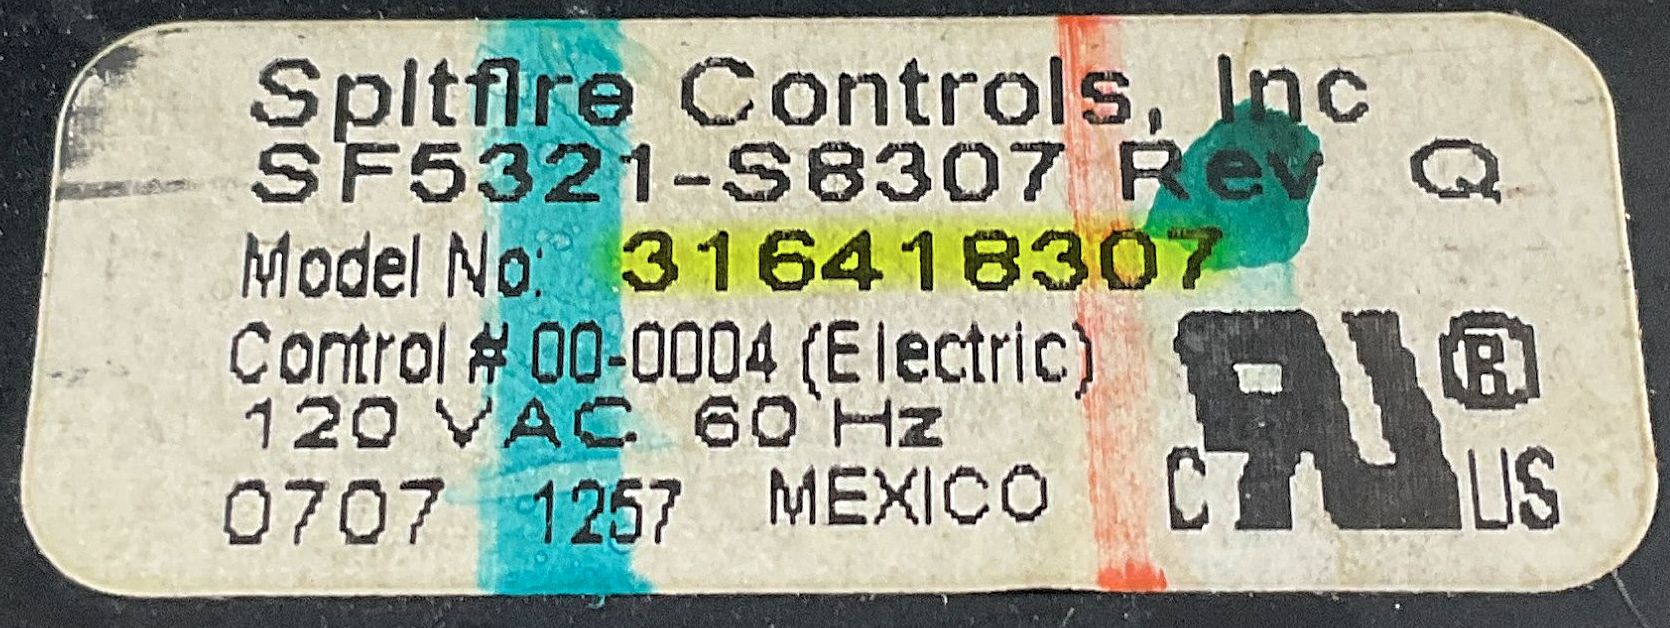 Spitfire Controls, Inc
SF5321-S8307 Rev Q
Model No: 316418307
Control # 00-0004 (Electric)
120 VAC 60 Hz
0707 1257 MEXICO
C RU US ®